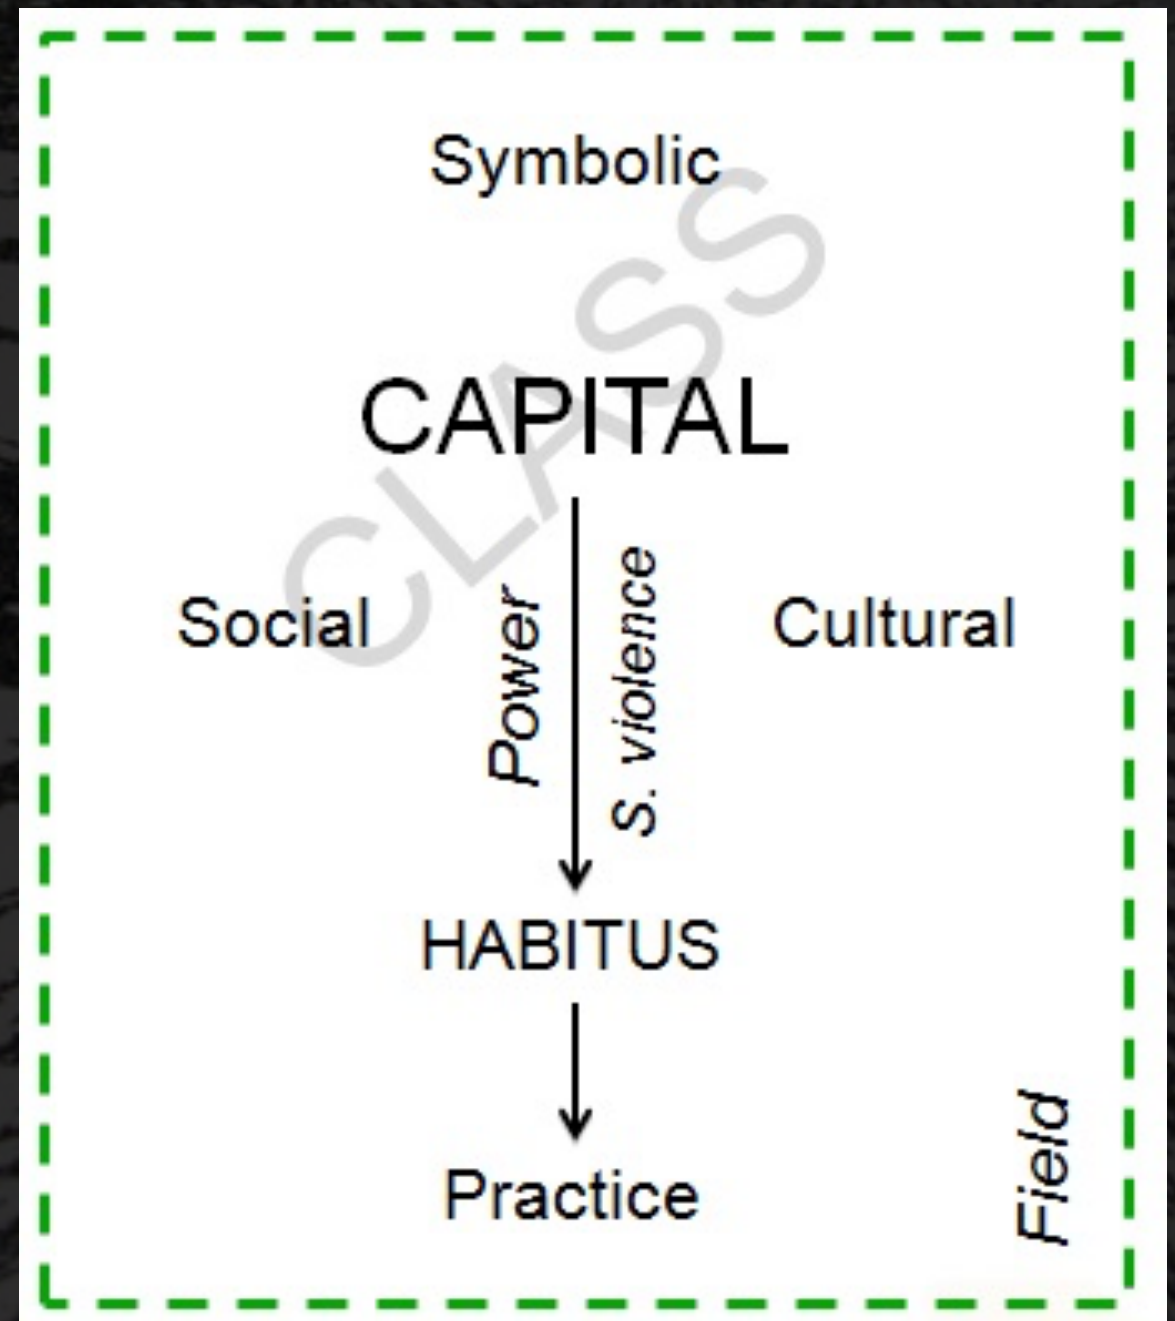 Symbolic
CLASS
CAPITAL
Social
Power
S. violence
Cultural
HABITUS
Practice
Field